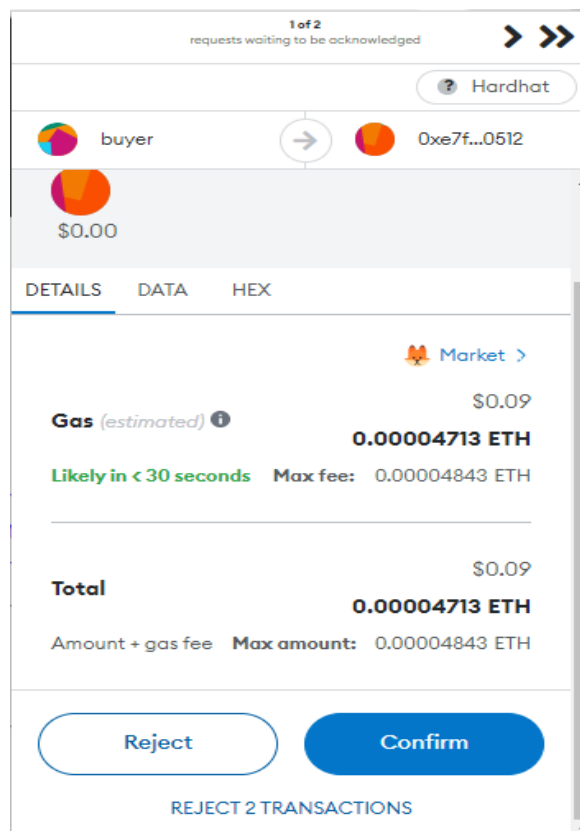 1 of 2
requests waiting to be acknowledged
? Hardhat
buyer
0xe7f...0512
$0.00
DETAILS DATA HEX
Market >
$0.09
Gas (estimated) i
0.00004713 ETH
Likely in < 30 seconds Max fee: 0.00004843 ETH
$0.09
Total
0.00004713 ETH
Amount + gas fee Max amount: 0.00004843 ETH
Reject Confirm
REJECT 2 TRANSACTIONS